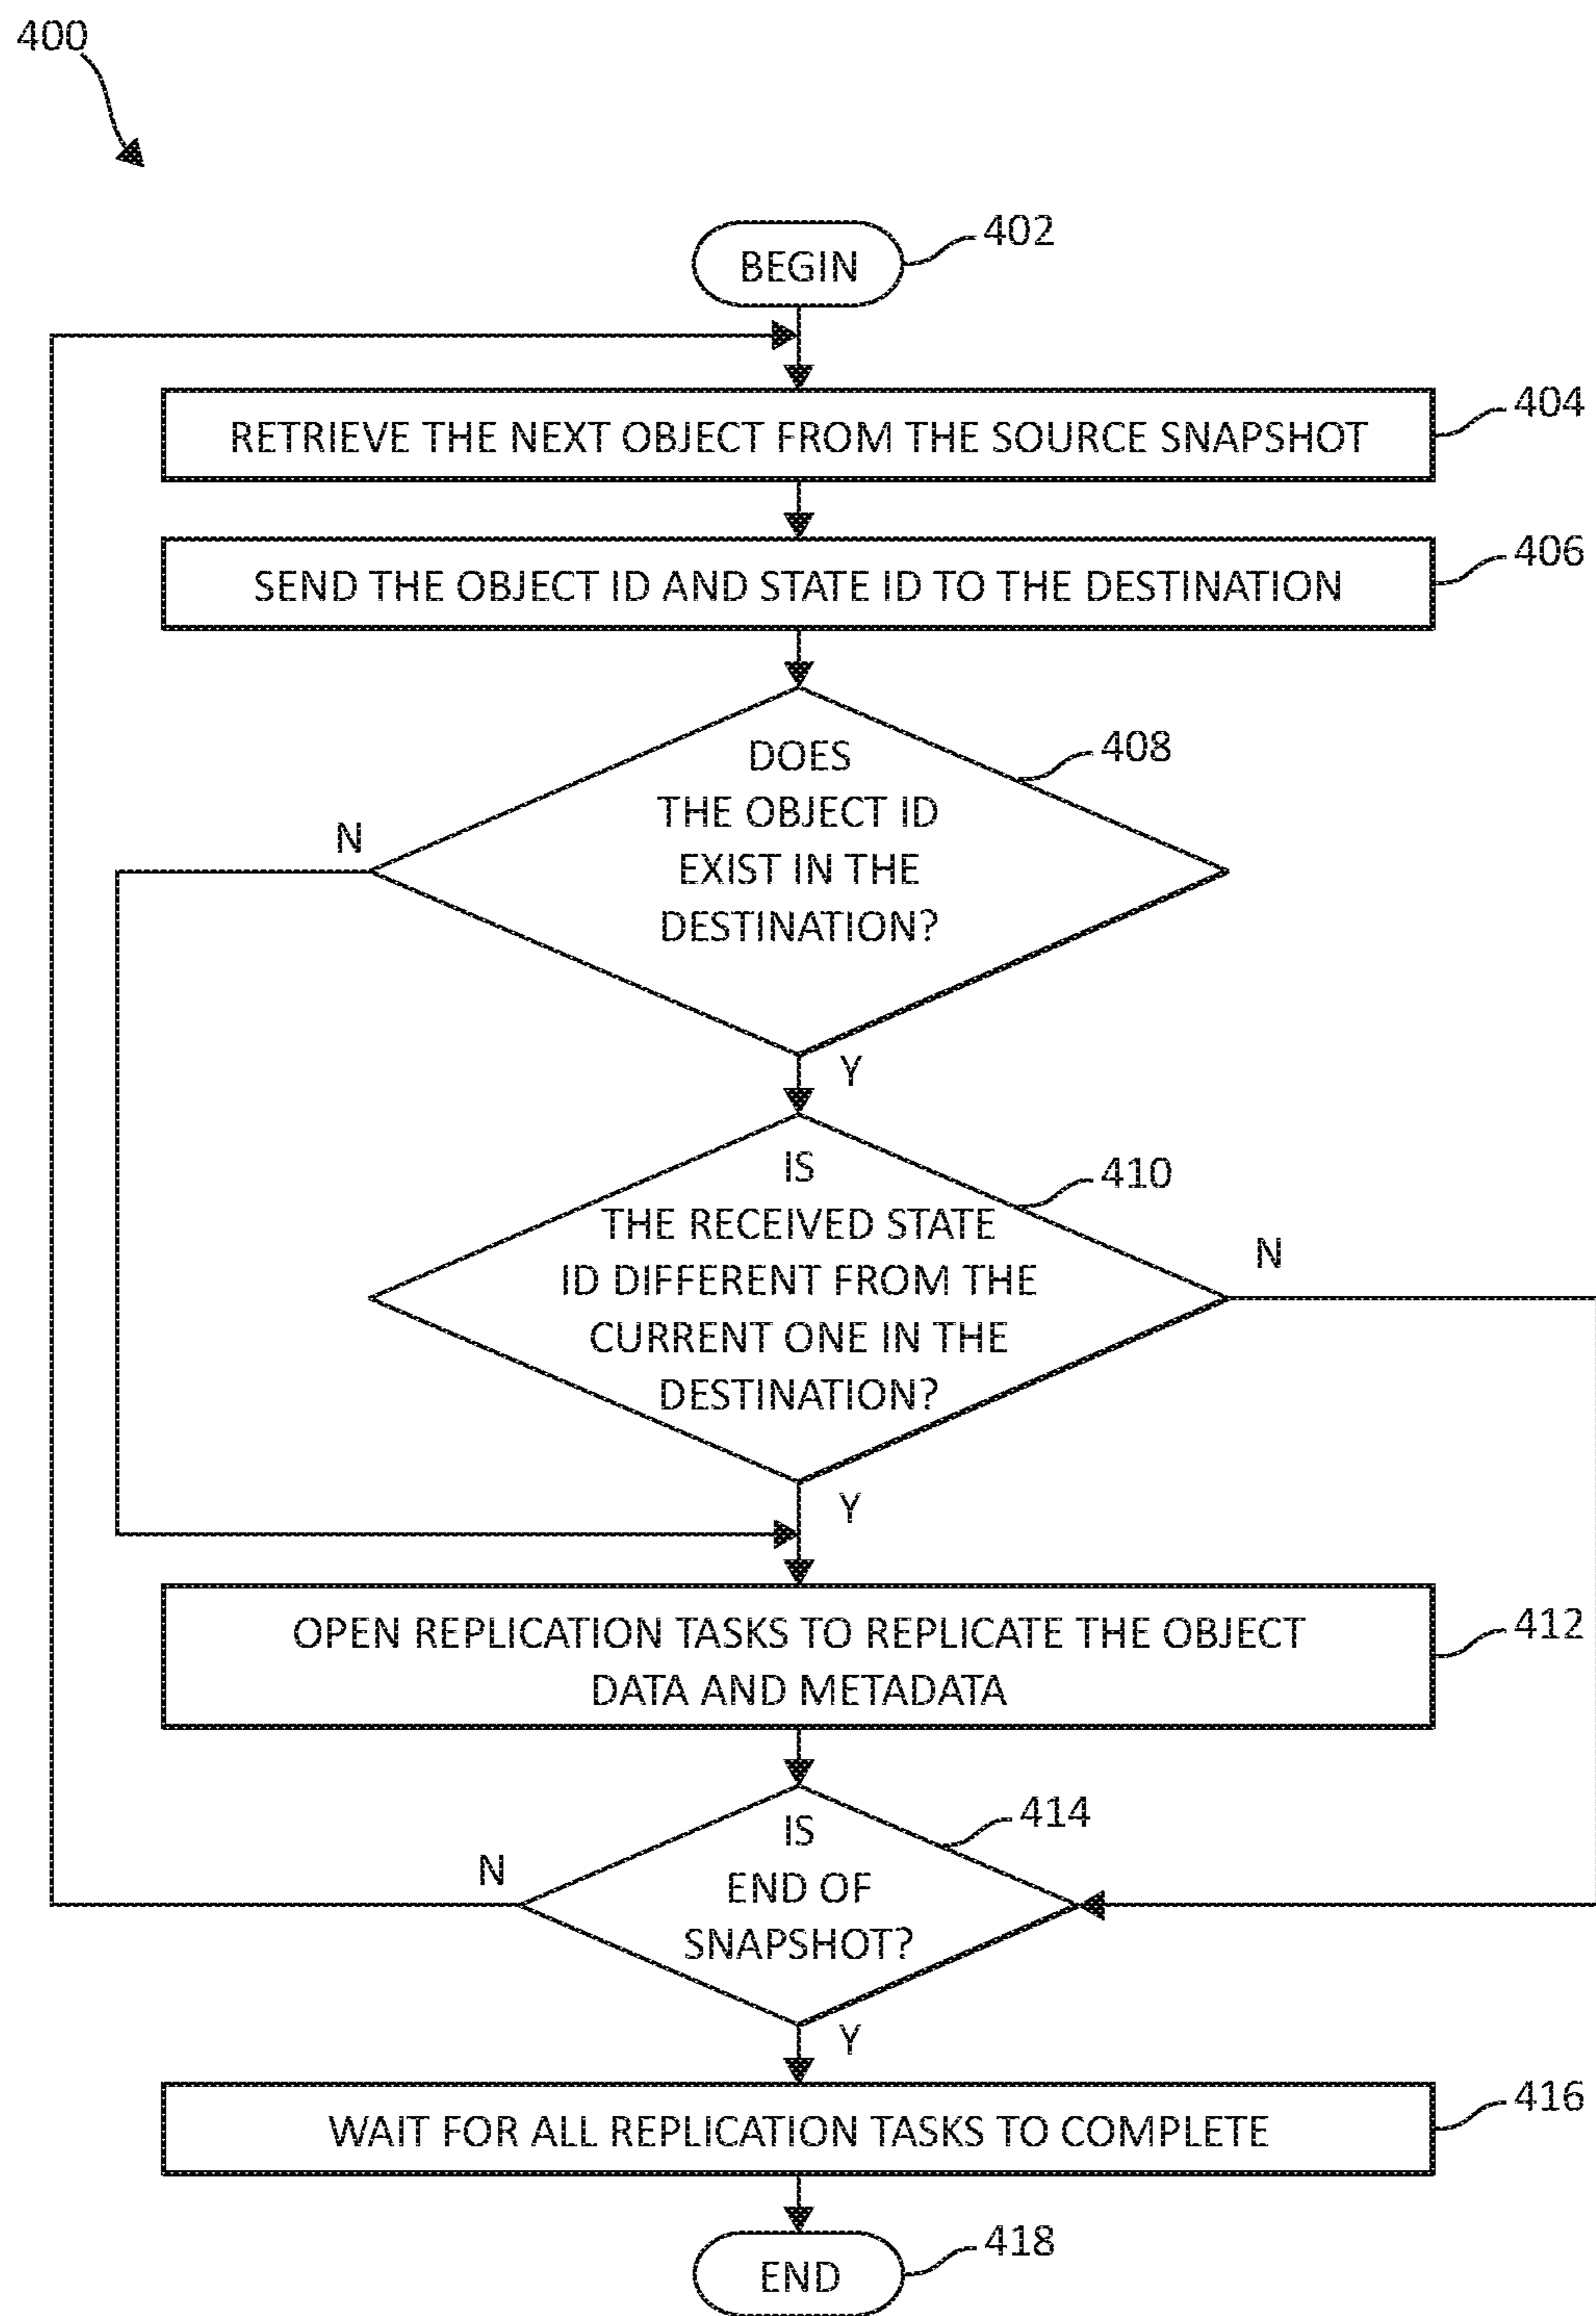 400
BEGIN
402
RETRIEVE THE NEXT OBJECT FROM THE SOURCE SNAPSHOT
404
SEND THE OBJECT ID AND STATE ID TO THE DESTINATION
406
DOES
THE OBJECT ID
EXIST IN THE
DESTINATION?
408
N
Y
IS
THE RECEIVED STATE
ID DIFFERENT FROM THE
CURRENT ONE IN THE
DESTINATION?
410
N
Y
OPEN REPLICATION TASKS TO REPLICATE THE OBJECT
DATA AND METADATA
412
IS
END OF
SNAPSHOT?
414
N
Y
WAIT FOR ALL REPLICATION TASKS TO COMPLETE
416
END
418